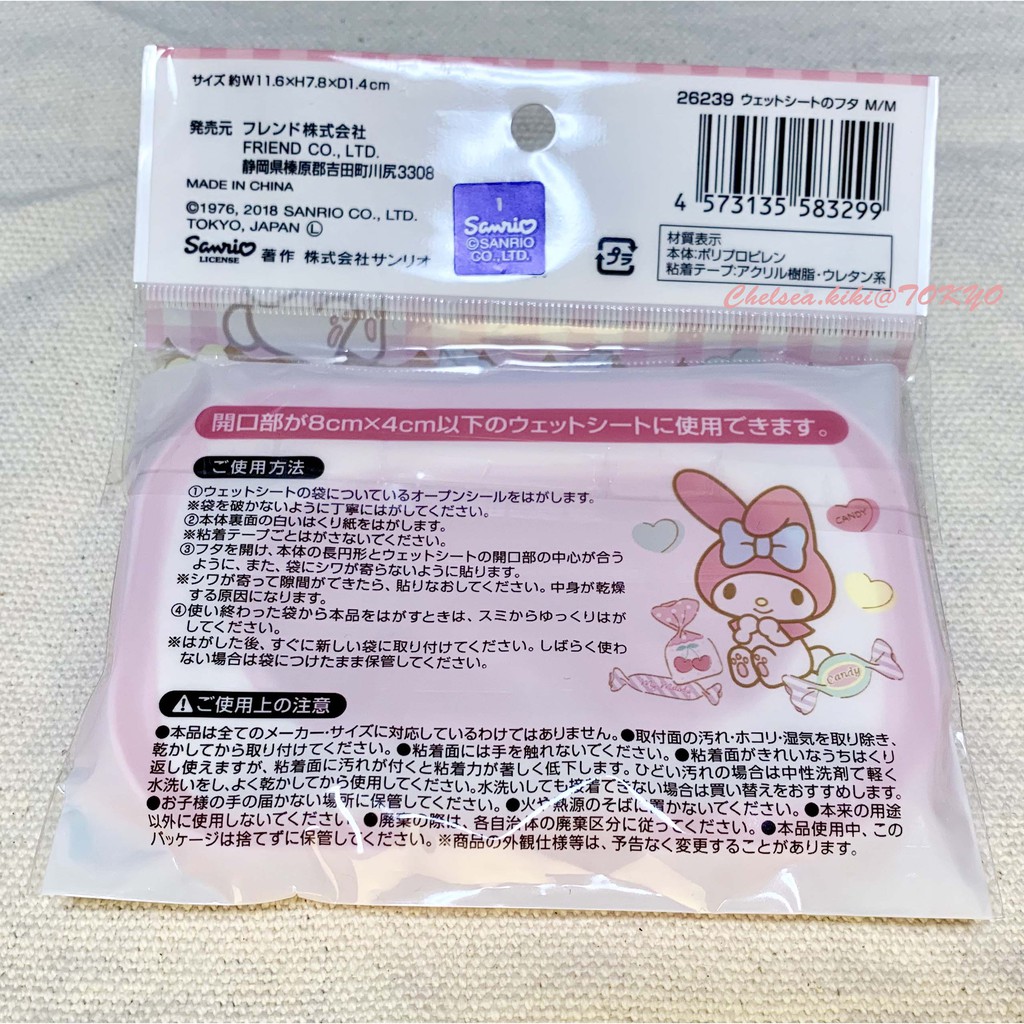 サイズ 約W11.6×H7.8×D1.4cm
発売元 フレンド株式会社
FRIEND CO., LTD.
静岡県榛原郡吉田町川尻3308
MADE IN CHINA
©1976, 2018 SANRIO CO., LTD.
TOKYO, JAPAN Ⓛ
Sanrio
LICENSE
著作 株式会社サンリオ
1
Sanrio
©SANRIO
CO.,LTD.
プラ
26239 ウェットシートのフタ M/M
4 573135 583299
材質表示
本体:ポリプロピレン
粘着テープ:アクリル樹脂・ウレタン系
Chelsea.kiki@TOKYO
開口部が8cm×4cm以下のウェットシートに使用できます。
ご使用方法
①ウェットシートの袋についているオープンシールをはがします。
※袋を破かないように丁寧にはがしてください。
②本体裏面の白いはくり紙をはがします。
※粘着テープごとはがさないでください。
③フタを開け、本体の長円形とウェットシートの開口部の中心が合う
ように、また、袋にシワが寄らないように貼ります。
※シワが寄って隙間ができたら、貼りなおしてください。中身が乾燥
する原因になります。
④使い終わった袋から本品をはがすときは、スミからゆっくりはが
してください。
※はがした後、すぐに新しい袋に取り付けてください。しばらく使わ
ない場合は袋につけたまま保管してください。
CANDY
Candy
ご使用上の注意
●本品は全てのメーカー・サイズに対応しているわけではありません。●取付面の汚れ・ホコリ・湿気を取り除き、
乾かしてから取り付けてください。●粘着面には手を触れないでください。●粘着面がきれいなうちはくり
返し使えますが、粘着面に汚れが付くと粘着力が著しく低下します。ひどい汚れの場合は中性洗剤で軽く
水洗いをし、よく乾かしてから使用してください。水洗いしても接着できない場合は買い替えをおすすめします。
●お子様の手の届かない場所に保管してください。●火や熱源のそばに置かないでください。●本来の用途
以外に使用しないでください。●廃棄の際は、各自治体の廃棄区分に従ってください。●本品使用中、この
パッケージは捨てずに保管してください。※商品の外観仕様等は、予告なく変更することがあります。